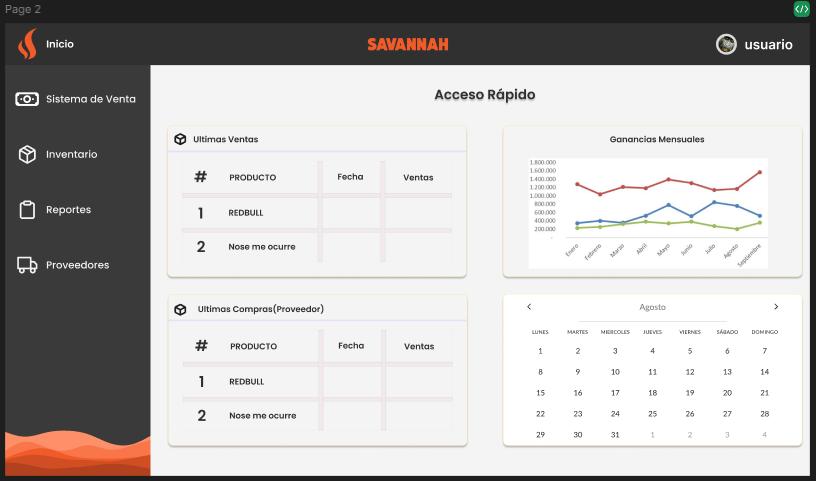 Page 2
</>
Inicio
SAVANNAH
usuario
Sistema de Venta
Inventario
Reportes
Proveedores
Acceso Rápido
Ultimas Ventas
# PRODUCTO Fecha Ventas
1 REDBULL
2 Nose me ocurre
Ganancias Mensuales
1.800.000
1.600.000
1.400.000
1.200.000
1.000.000
800.000
600.000
400.000
200.000
-
Enero Febrero Marzo Abril Mayo Junio Julio Agosto Septiembre
Ultimas Compras(Proveedor)
# PRODUCTO Fecha Ventas
1 REDBULL
2 Nose me ocurre
< Agosto >
LUNES MARTES MIERCOLES JUEVES VIERNES SÁBADO DOMINGO
1 2 3 4 5 6 7
8 9 10 11 12 13 14
15 16 17 18 19 20 21
22 23 24 25 26 27 28
29 30 31 1 2 3 4